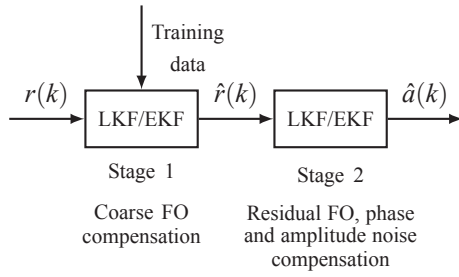 Training
data
r(k)
LKF/EKF
r̂(k)
LKF/EKF
â(k)
Stage 1
Stage 2
Coarse FO
compensation
Residual FO, phase
and amplitude noise
compensation